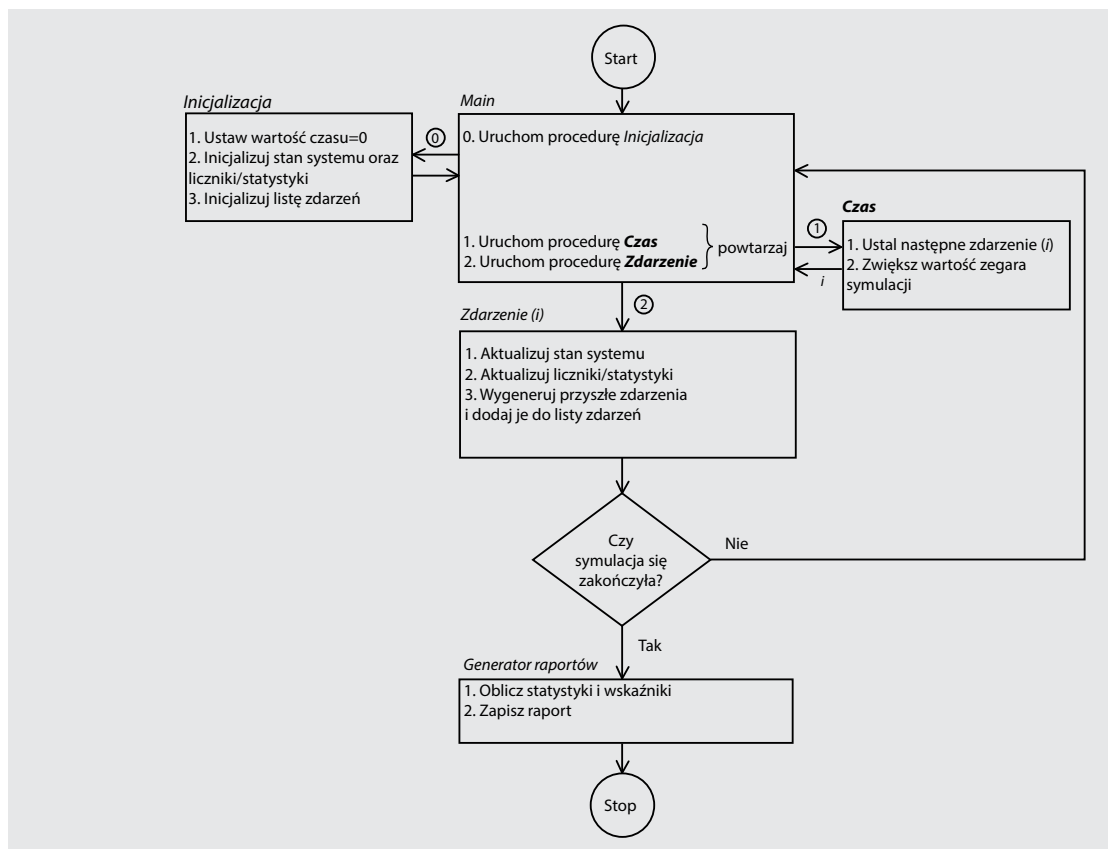 Start
Inicjalizacja
1. Ustaw wartość czasu=0
2. Inicjalizuj stan systemu oraz
liczniki/statystyki
3. Inicjalizuj listę zdarzeń
0
Main
0. Uruchom procedurę Inicjalizacja
1. Uruchom procedurę Czas
2. Uruchom procedurę Zdarzenie
powtarzaj
1
i
Czas
1. Ustal następne zdarzenie (i)
2. Zwiększ wartość zegara
symulacji
2
Zdarzenie (i)
1. Aktualizuj stan systemu
2. Aktualizuj liczniki/statystyki
3. Wygeneruj przyszłe zdarzenia
i dodaj je do listy zdarzeń
Czy
symulacja się
zakończyła?
Nie
Tak
Generator raportów
1. Oblicz statystyki i wskaźniki
2. Zapisz raport
Stop